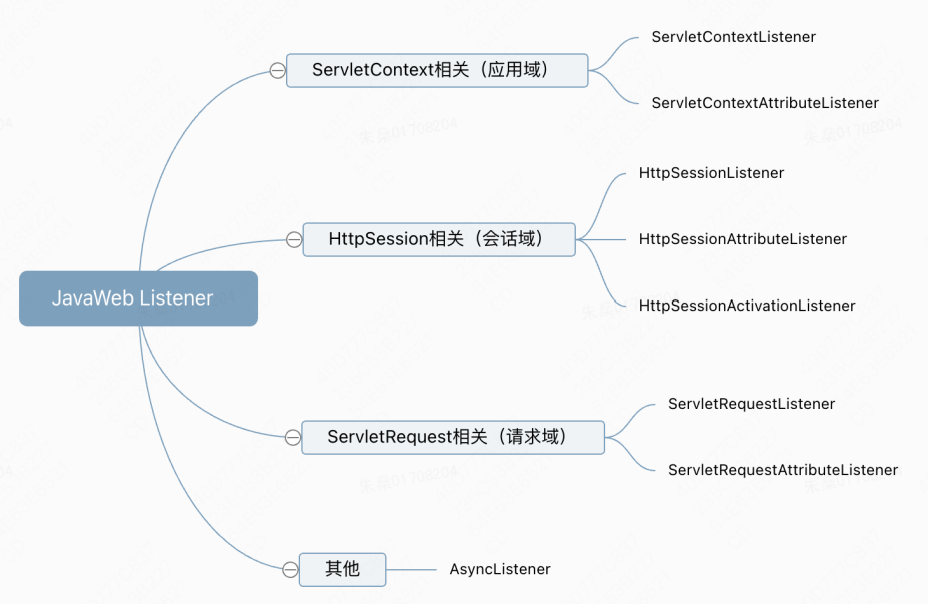 JavaWeb Listener
ServletContext相关（应用域）
ServletContextListener
ServletContextAttributeListener
HttpSession相关（会话域）
HttpSessionListener
HttpSessionAttributeListener
HttpSessionActivationListener
ServletRequest相关（请求域）
ServletRequestListener
ServletRequestAttributeListener
其他
AsyncListener